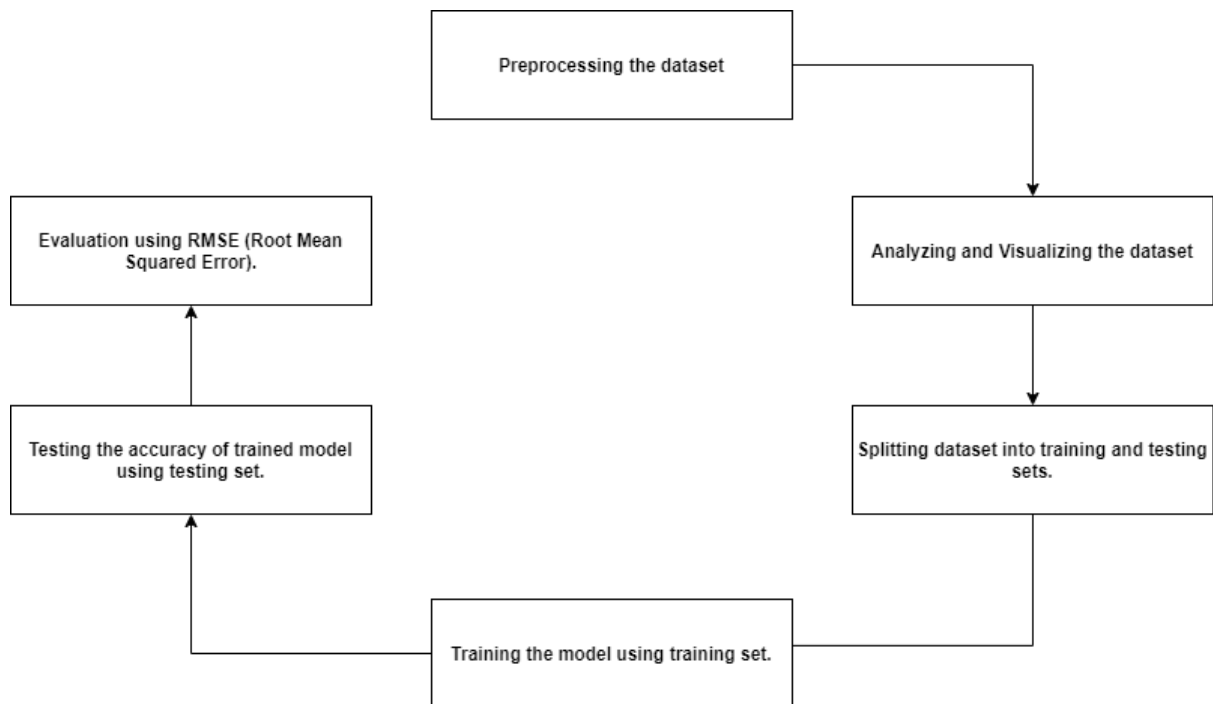 Preprocessing the dataset
Analyzing and Visualizing the dataset
Splitting dataset into training and testing
sets.
Training the model using training set.
Testing the accuracy of trained model
using testing set.
Evaluation using RMSE (Root Mean
Squared Error).